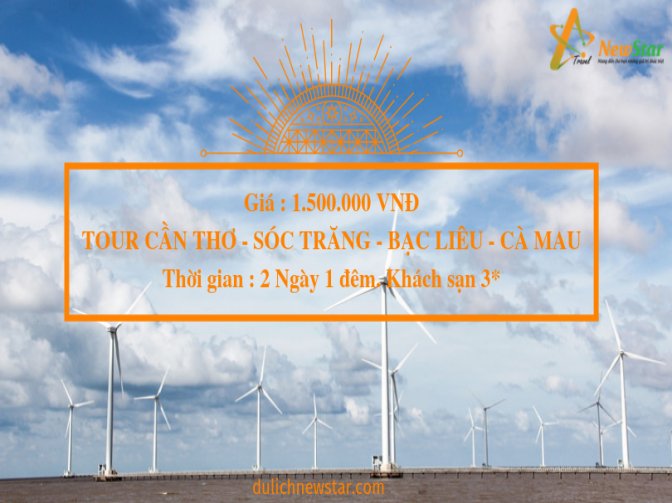 NewStar
Travel
Giá : 1.500.000 VNĐ
TOUR CẦN THƠ - SÓC TRĂNG - BẠC LIÊU - CÀ MAU
Thời gian : 2 Ngày 1 đêm. Khách sạn 3*
dulichnewstar.com